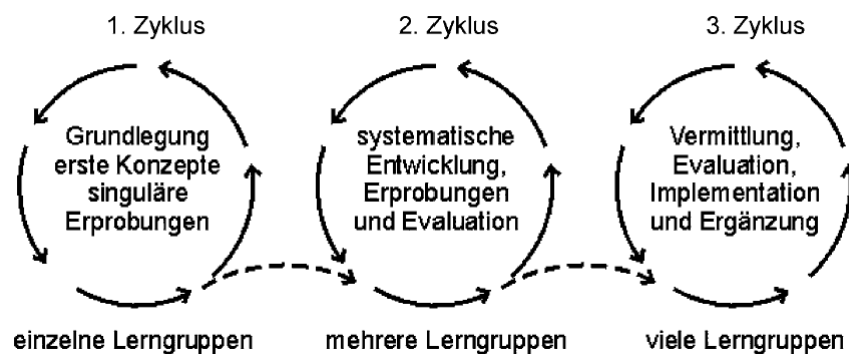 1. Zyklus
2. Zyklus
3. Zyklus
Grundlegung
erste Konzepte
singuläre
Erprobungen
systematische
Entwicklung,
Erprobungen
und Evaluation
Vermittlung,
Evaluation,
Implementation
und Ergänzung
einzelne Lerngruppen
mehrere Lerngruppen
viele Lerngruppen